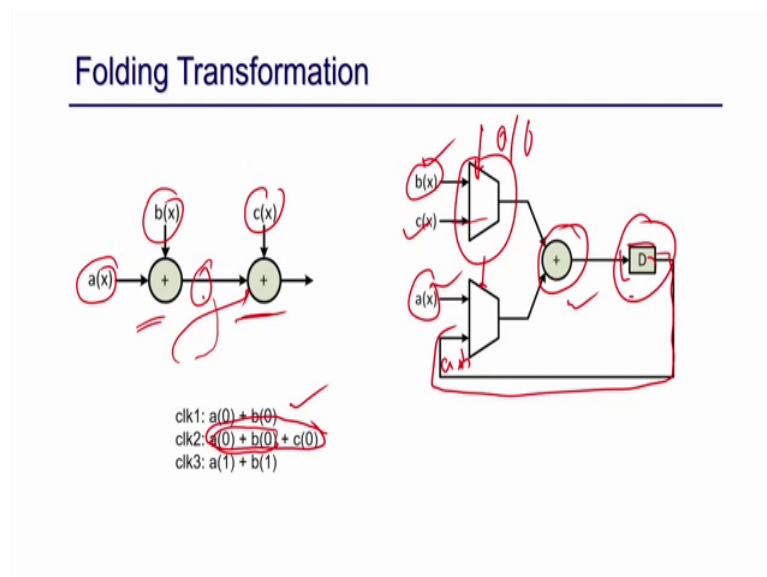 Folding Transformation
b(x)
c(x)
a(x)
+
+
clk1: a(0) + b(0)
clk2: a(0) + b(0) + c(0)
clk3: a(1) + b(1)
b(x)
c(x)
a(x)
+
D